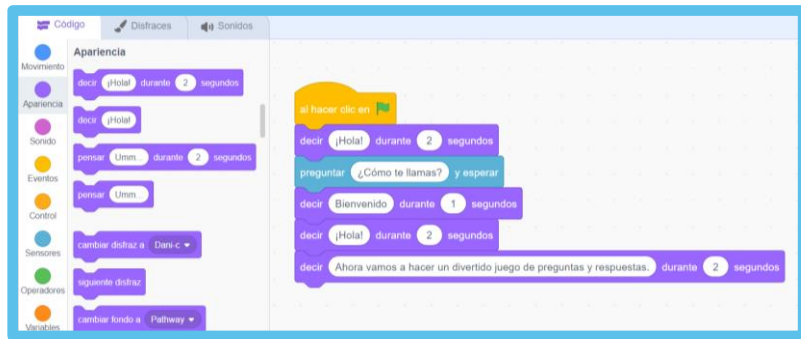 Código Disfraces Sonidos
Movimiento
Apariencia
Sonido
Eventos
Control
Sensores
Operadores
Variables
Apariencia
decir ¡Hola! durante 2 segundos
decir ¡Hola!
pensar Umm... durante 2 segundos
pensar Umm...
cambiar disfraz a Dani-c
siguiente disfraz
cambiar fondo a Pathway
al hacer clic en
decir ¡Hola! durante 2 segundos
preguntar ¿Cómo te llamas? y esperar
decir Bienvenido durante 1 segundos
decir ¡Hola! durante 2 segundos
decir Ahora vamos a hacer un divertido juego de preguntas y respuestas. durante 2 segundos